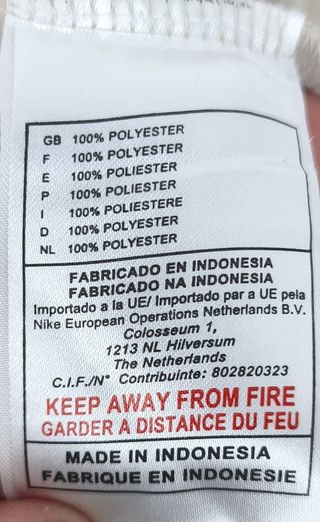 GB 100% POLYESTER
F 100% POLYESTER
E 100% POLIESTER
P 100% POLIESTER
I 100% POLIESTERE
D 100% POLYESTER
NL 100% POLYESTER
FABRICADO EN INDONESIA
FABRICADO NA INDONESIA
Importado a la UE/ Importado par a UE pela
Nike European Operations Netherlands B.V.
Colosseum 1,
1213 NL Hilversum
The Netherlands
C.I.F./N° Contribuinte: 802820323
KEEP AWAY FROM FIRE
GARDER A DISTANCE DU FEU
MADE IN INDONESIA
FABRIQUE EN INDONESIE